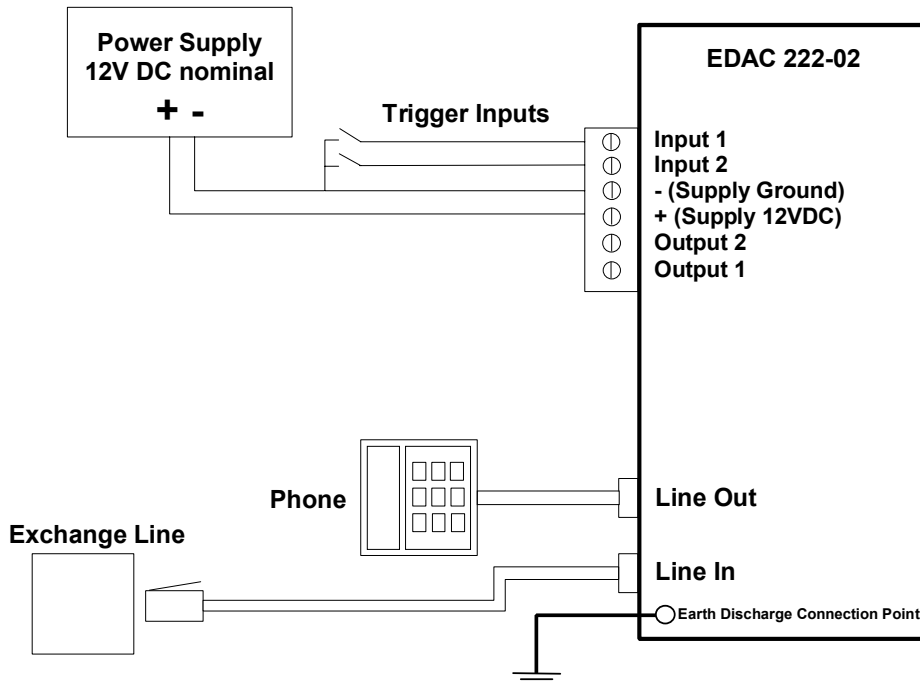 Power Supply
12V DC nominal
+ -
EDAC 222-02
Trigger Inputs
Input 1
Input 2
- (Supply Ground)
+ (Supply 12VDC)
Output 2
Output 1
Phone
Line Out
Exchange Line
Line In
Earth Discharge Connection Point